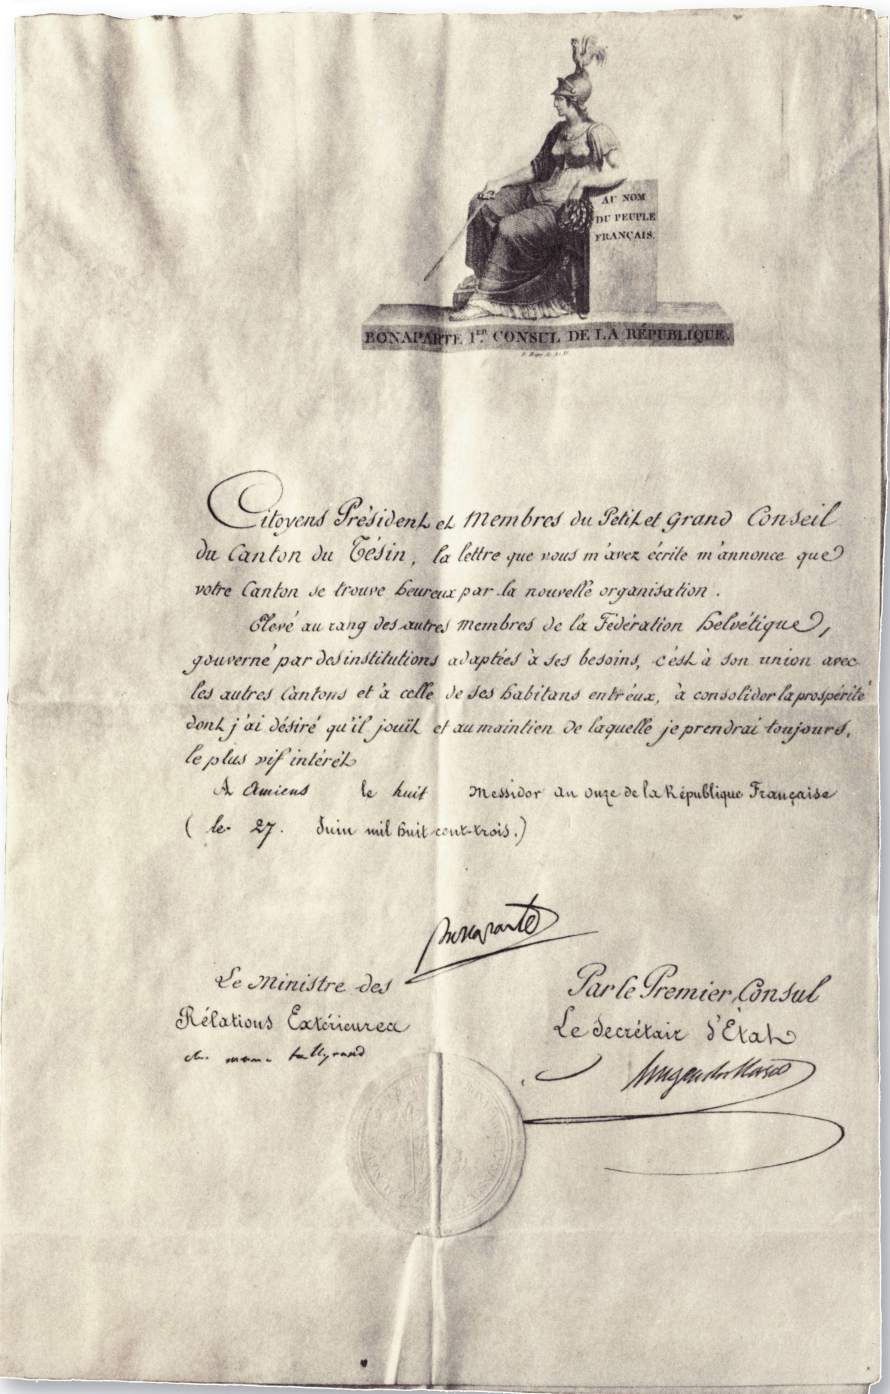 AU NOM
DU PEUPLE
FRANÇAIS.
BONAPARTE 1.ER CONSUL DE LA RÉPUBLIQUE.
Citoyens Président et Membres du Petit et Grand Conseil
du Canton du Tésin, la lettre que vous m'avez écrite m'annonce que
votre Canton se trouve heureux par la nouvelle organisation.
Elevé au rang des autres membres de la Fédération helvétique,
gouverné par des institutions adaptées à ses besoins, c'est à son union avec
les autres Cantons et à celle de ses habitans entr'eux, à consolider la prospérité
dont j'ai désiré qu'il jouit et au maintien de laquelle je prendrai toujours,
le plus vif intérêt
A Amiens le huit Messidor an onze de la République Française
( le 27. Juin mil huit-cent-trois.)
Bonaparte
Le Ministre des
Rélations Extérieures
ch. mau. talleyrand
Par le Premier Consul
Le Secrétair d'État
hugues b. Maret